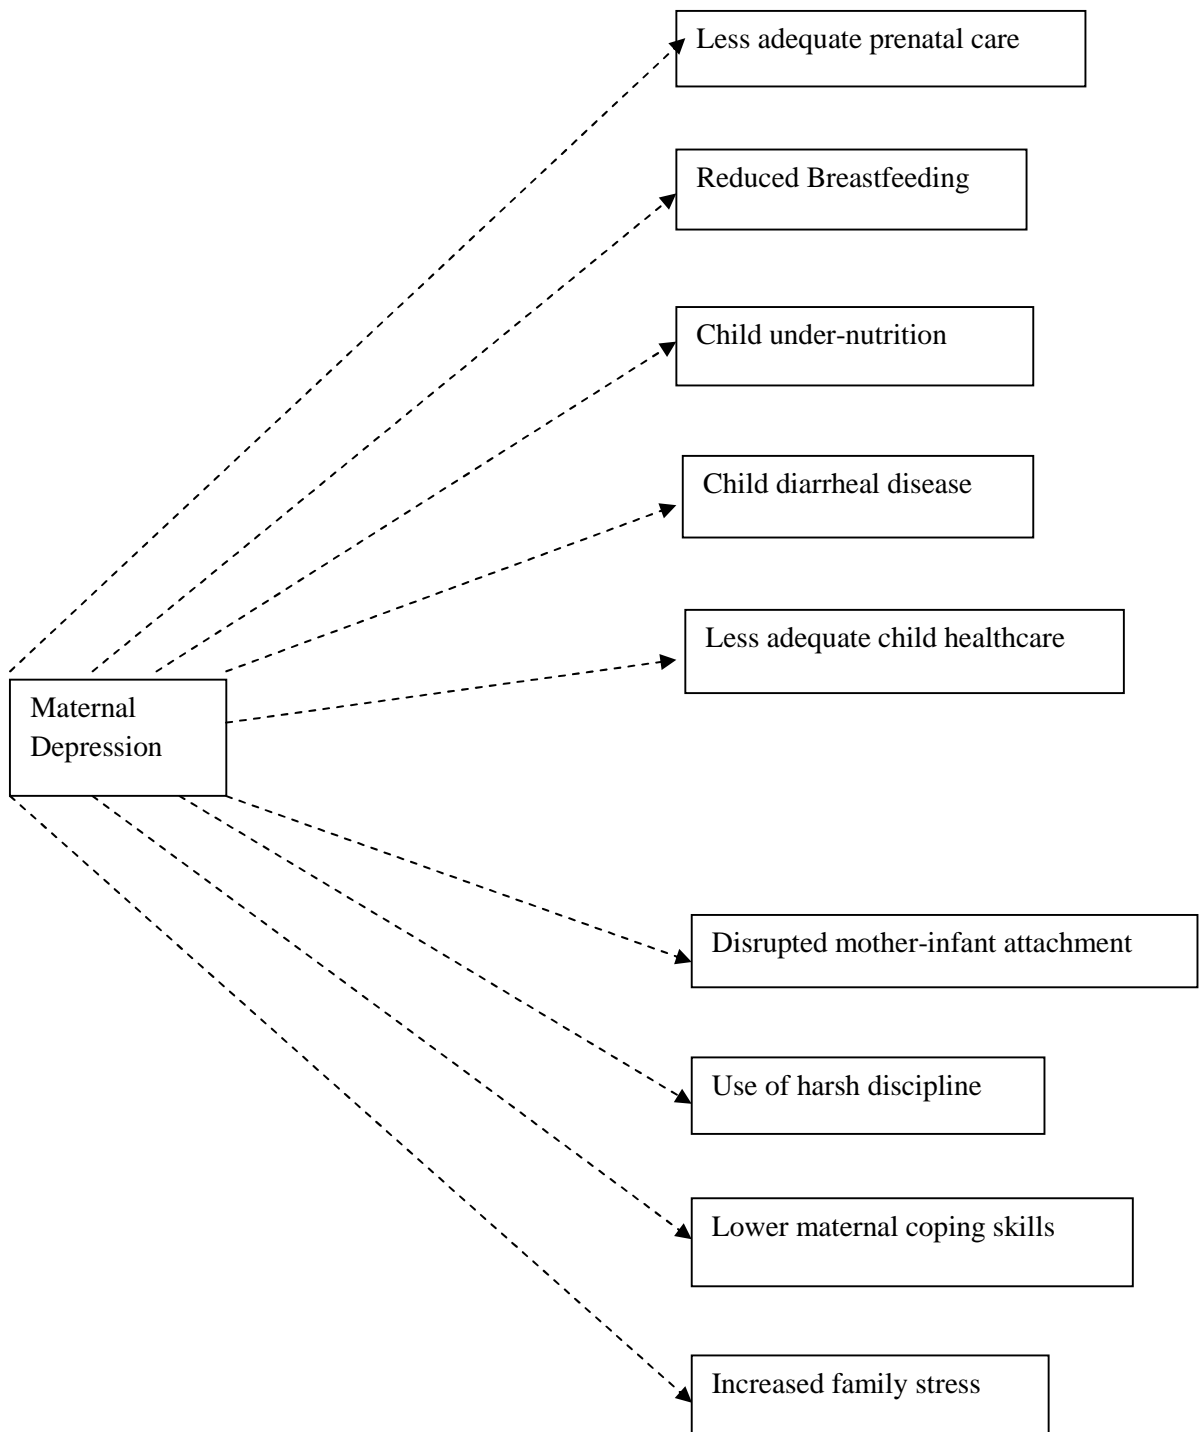 Less adequate prenatal care
Reduced Breastfeeding
Child under-nutrition
Child diarrheal disease
Less adequate child healthcare
Maternal
Depression
Disrupted mother-infant attachment
Use of harsh discipline
Lower maternal coping skills
Increased family stress